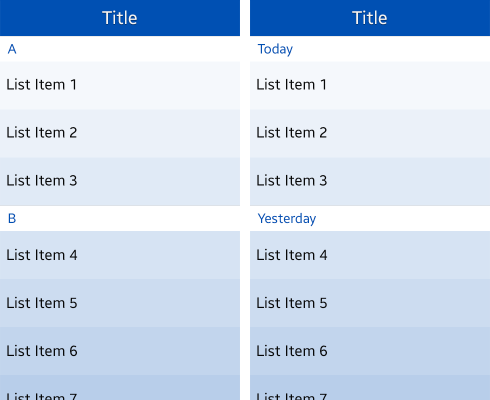 Title
A
List Item 1
List Item 2
List Item 3
B
List Item 4
List Item 5
List Item 6
List Item 7
Title
Today
List Item 1
List Item 2
List Item 3
Yesterday
List Item 4
List Item 5
List Item 6
List Item 7